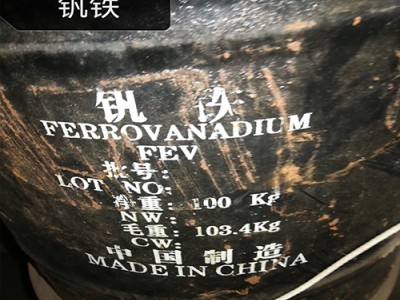 钒铁
钒铁
FERROVANADIUM
FEV
批号:
LOT NO:
净重: 100 Kg
NW:
毛重: 103.4Kg
CW:
中国制造
MADE IN CHINA